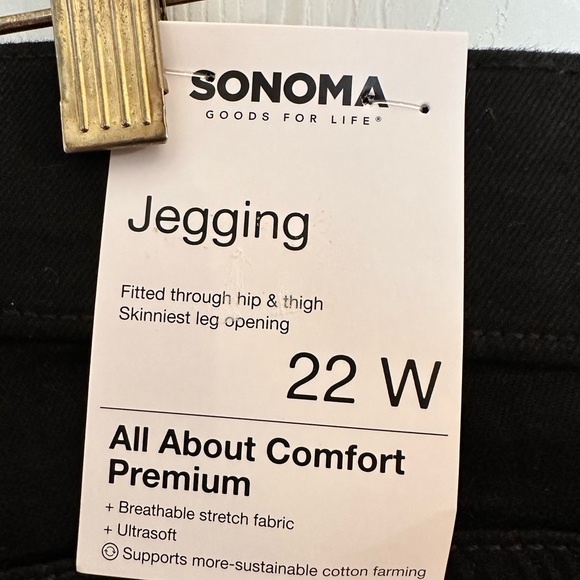 SONOMA
GOODS FOR LIFE®
Jegging
Fitted through hip & thigh
Skinniest leg opening
22 W
All About Comfort
Premium
+ Breathable stretch fabric
+ Ultrasoft
Supports more-sustainable cotton farming